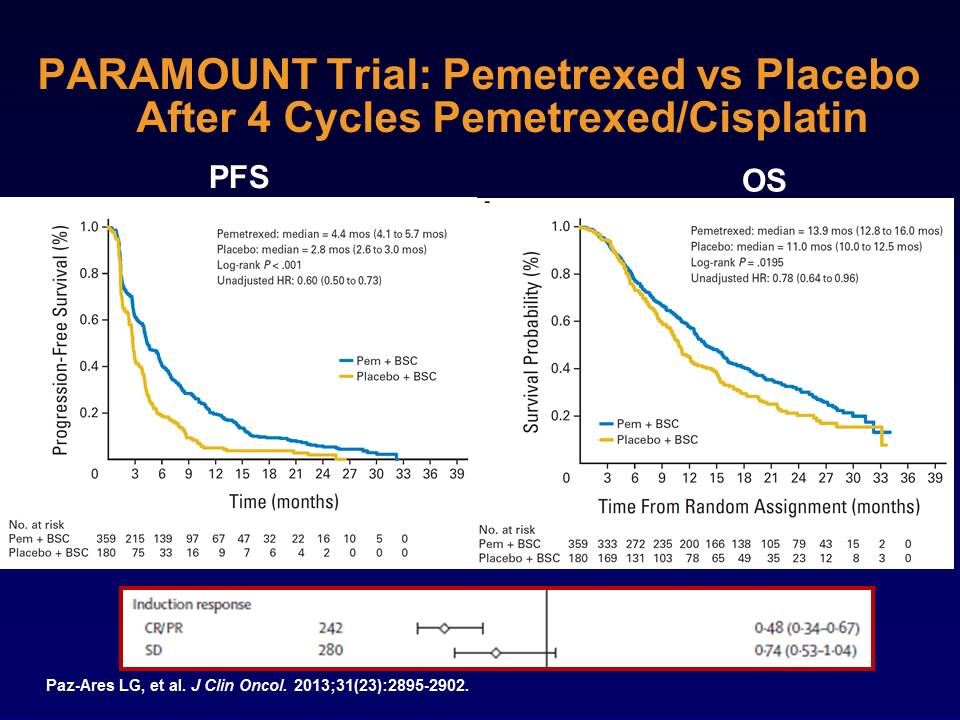 PARAMOUNT Trial: Pemetrexed vs Placebo
After 4 Cycles Pemetrexed/Cisplatin
PFS
OS
Progression-Free Survival (%)
1.0
0.8
0.6
0.4
0.2
0 3 6 9 12 15 18 21 24 27 30 33 36 39
Time (months)
Pemetrexed: median = 4.4 mos (4.1 to 5.7 mos)
Placebo: median = 2.8 mos (2.6 to 3.0 mos)
Log-rank P < .001
Unadjusted HR: 0.60 (0.50 to 0.73)
Pem + BSC
Placebo + BSC
No. at risk
Pem + BSC 359 215 139 97 67 47 32 22 16 10 5 0
Placebo + BSC 180 75 33 16 9 7 6 4 2 0 0 0
Survival Probability (%)
1.0
0.8
0.6
0.4
0.2
0 3 6 9 12 15 18 21 24 27 30 33 36 39
Time From Random Assignment (months)
Pemetrexed: median = 13.9 mos (12.8 to 16.0 mos)
Placebo: median = 11.0 mos (10.0 to 12.5 mos)
Log-rank P = .0195
Unadjusted HR: 0.78 (0.64 to 0.96)
Pem + BSC
Placebo + BSC
No. at risk
Pem + BSC 359 333 272 235 200 166 138 105 79 43 15 2 0
Placebo + BSC 180 169 131 103 78 65 49 35 23 12 8 3 0
Induction response
CR/PR 242 0·48 (0·34–0·67)
SD 280 0·74 (0·53–1·04)
Paz-Ares LG, et al. J Clin Oncol. 2013;31(23):2895-2902.